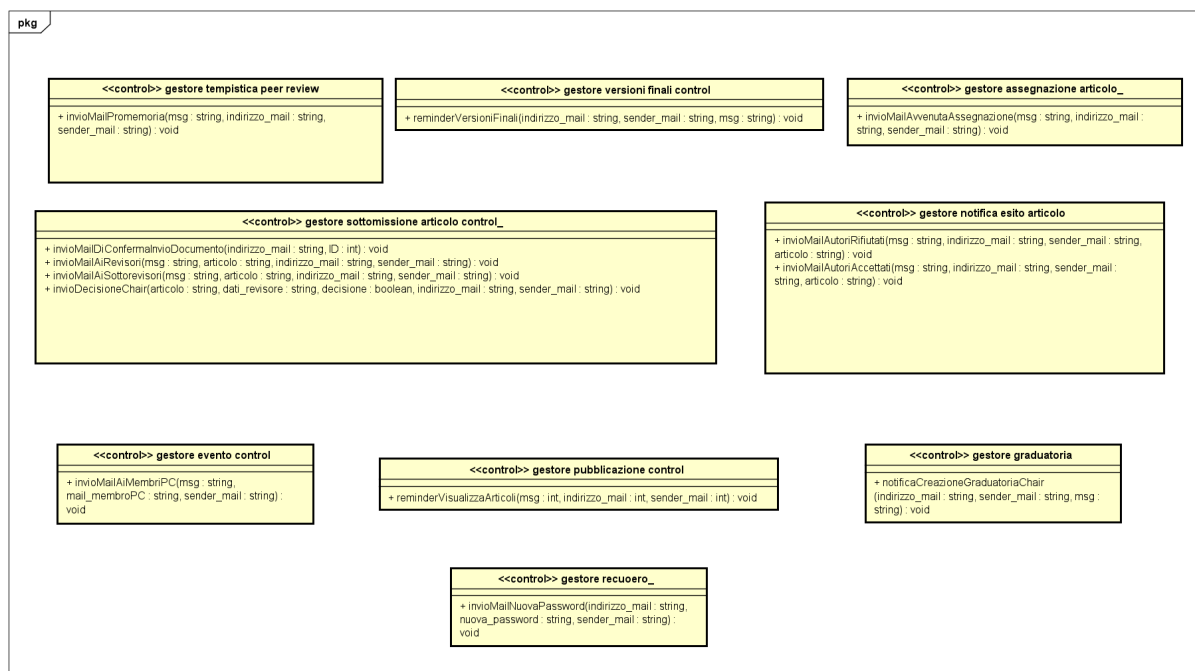 pkg
<<control>> gestore tempistica peer review
+ invioMailPromemoria(msg : string, indirizzo_mail : string,
sender_mail : string) : void
<<control>> gestore versioni finali control
+ reminderVersioniFinali(indirizzo_mail : string, sender_mail : string, msg : string) : void
<<control>> gestore assegnazione articolo_
+ invioMailAvvenutaAssegnazione(msg : string, indirizzo_mail :
string, sender_mail : string) : void
<<control>> gestore sottomissione articolo control_
+ invioMailDiConfermaInvioDocumento(indirizzo_mail : string, ID : int) : void
+ invioMailAiRevisori(msg : string, articolo : string, indirizzo_mail : string, sender_mail : string) : void
+ invioMailAiSottorevisori(msg : string, articolo : string, indirizzo_mail : string, sender_mail : string) : void
+ invioDecisioneChair(articolo : string, dati_revisore : string, decisione : boolean, indirizzo_mail : string, sender_mail : string) : void
<<control>> gestore notifica esito articolo
+ invioMailAutoriRifiutati(msg : string, indirizzo_mail : string, sender_mail : string,
articolo : string) : void
+ invioMailAutoriAccettati(msg : string, indirizzo_mail : string, sender_mail :
string, articolo : string) : void
<<control>> gestore evento control
+ invioMailAiMembriPC(msg : string,
mail_membroPC : string, sender_mail : string) :
void
<<control>> gestore pubblicazione control
+ reminderVisualizzaArticoli(msg : int, indirizzo_mail : int, sender_mail : int) : void
<<control>> gestore graduatoria
+ notificaCreazioneGraduatoriaChair
(indirizzo_mail : string, sender_mail : string, msg :
string) : void
<<control>> gestore recuoero_
+ invioMailNuovaPassword(indirizzo_mail : string,
nuova_password : string, sender_mail : string) :
void